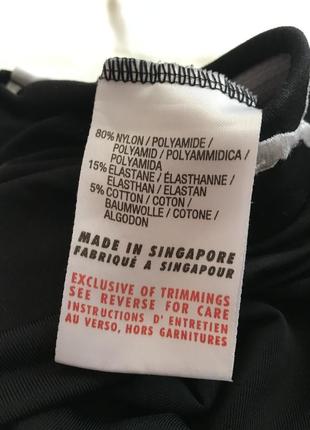 80% NYLON / POLYAMIDE /
POLYAMID / POLYAMMIDICA /
POLYAMIDA
15% ELASTANE / ÉLASTHANNE /
ELASTHAN / ELASTAN
5% COTTON / COTON /
BAUMWOLLE / COTONE /
ALGODON
MADE IN SINGAPORE
FABRIQUÉ A SINGAPOUR
EXCLUSIVE OF TRIMMINGS
SEE REVERSE FOR CARE
INSTRUCTIONS D' ENTRETIEN
AU VERSO, HORS GARNITURES